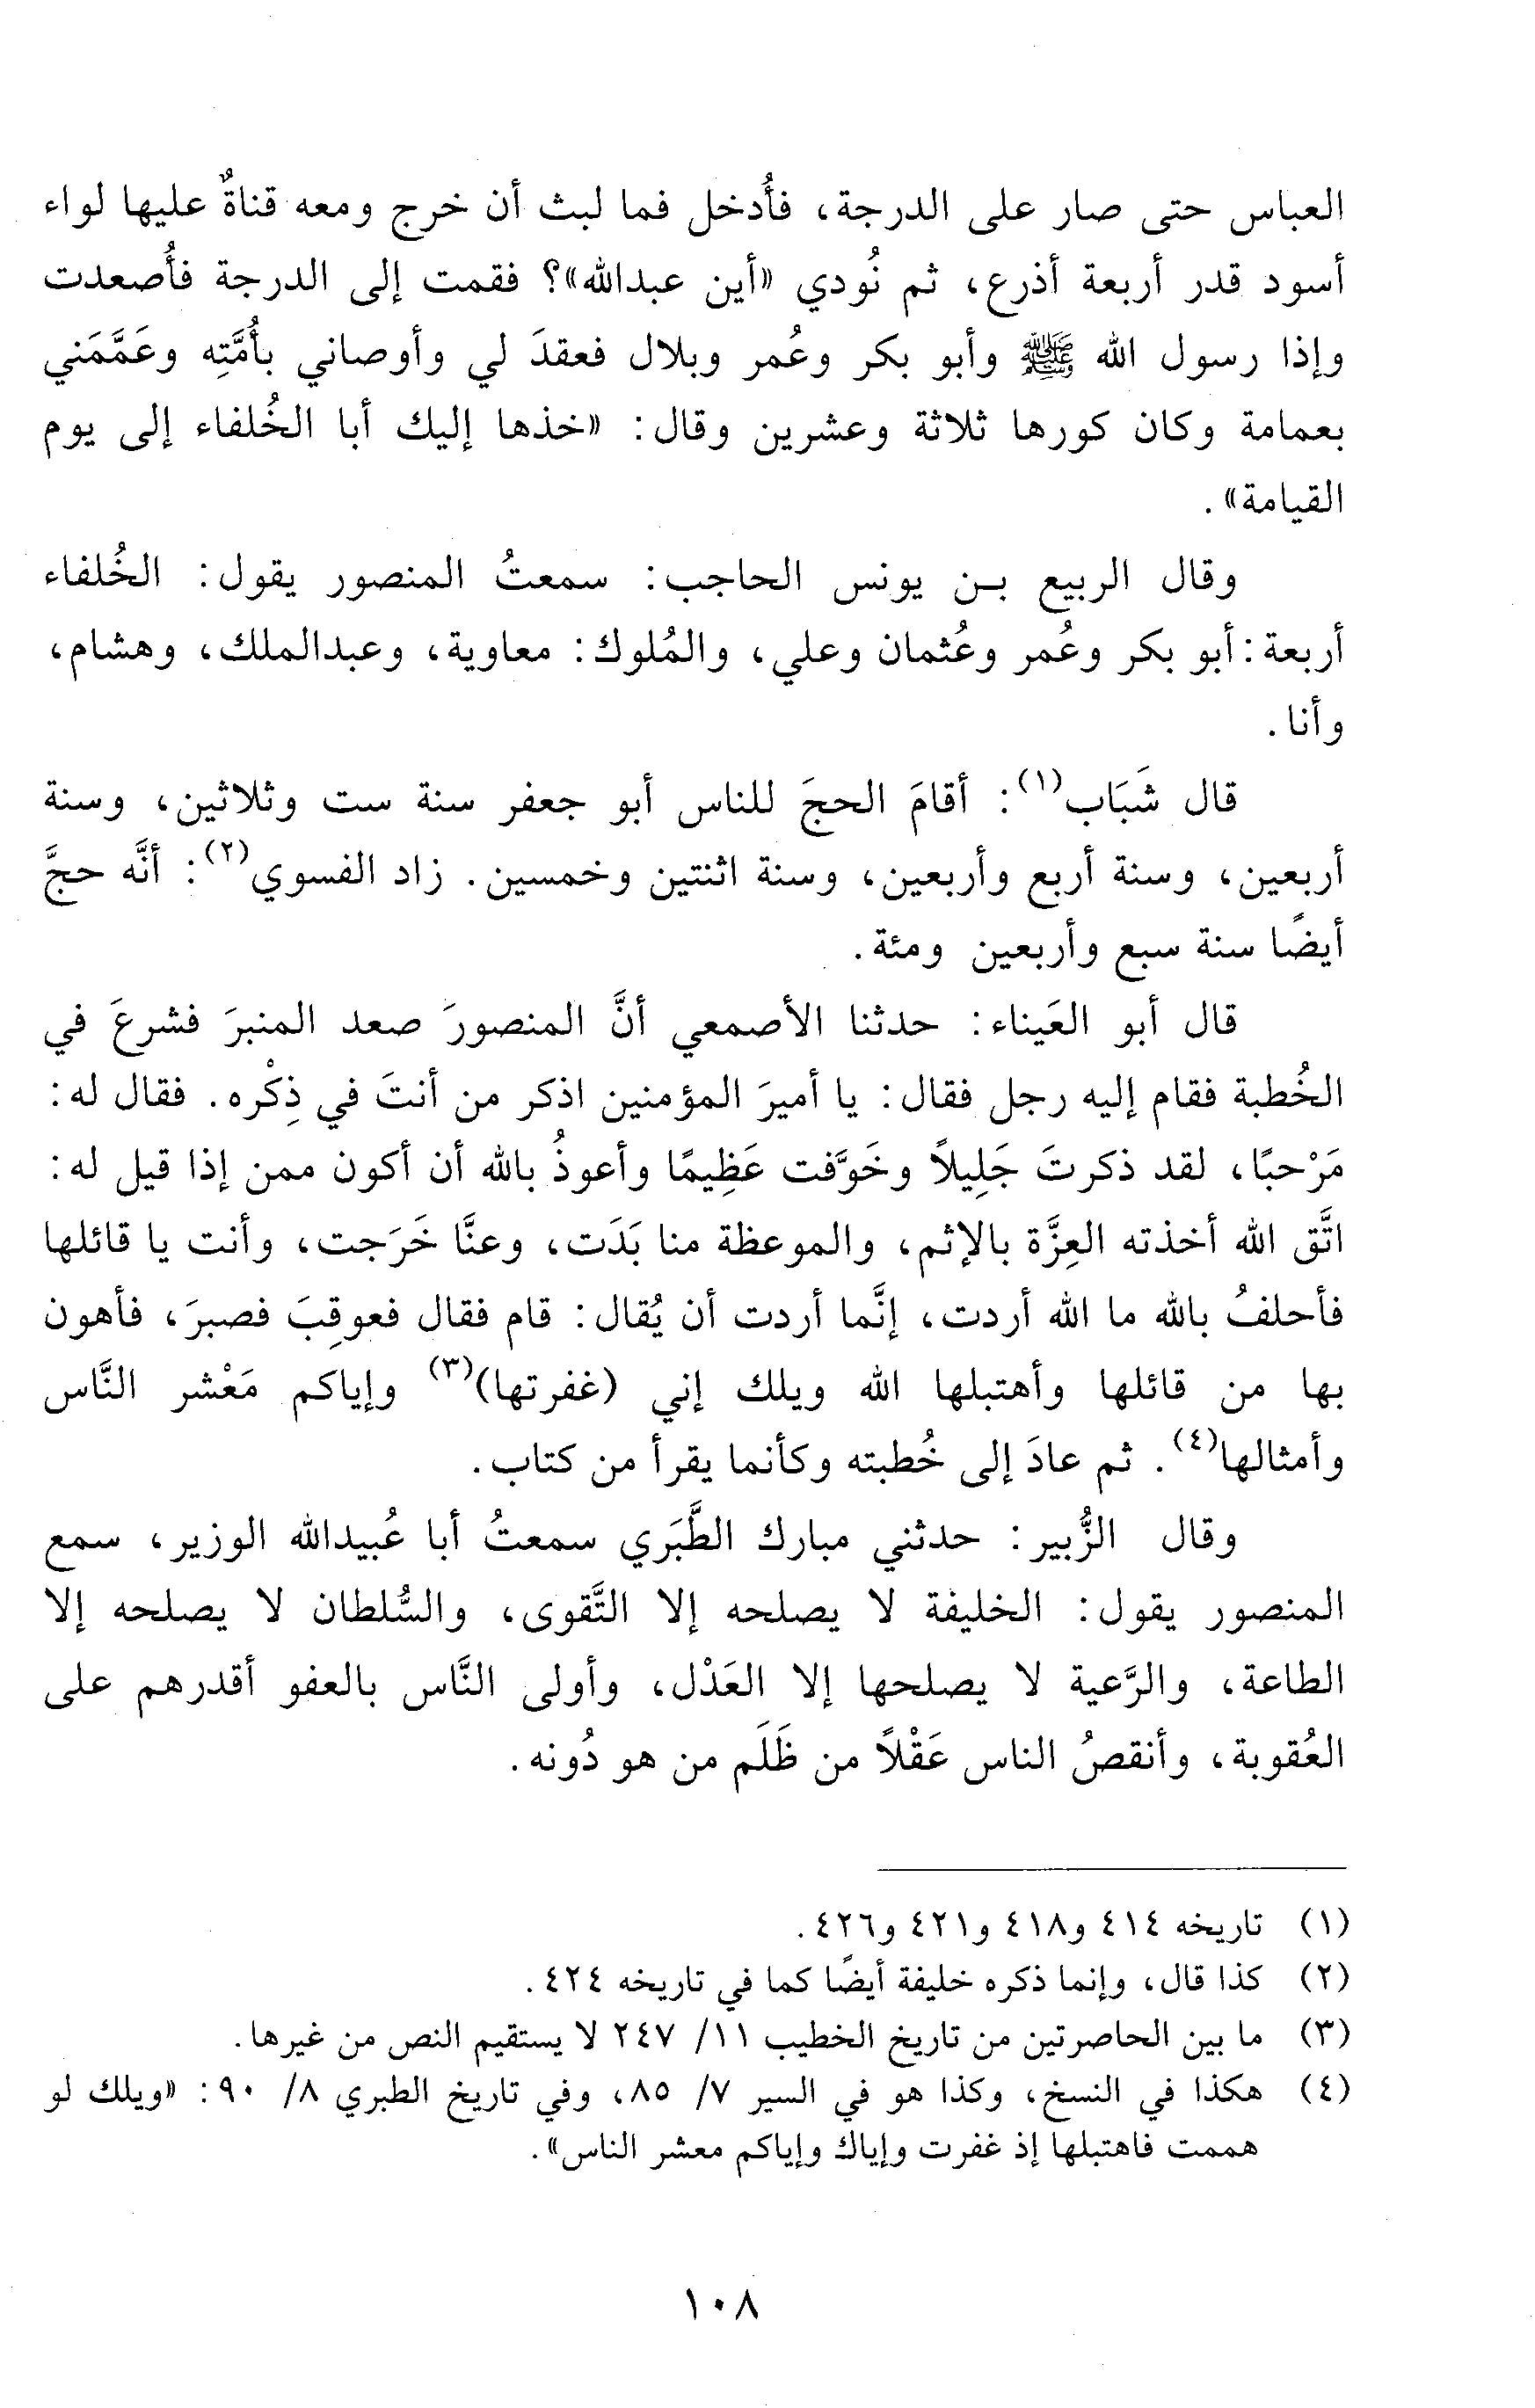 العباس حتى صار على الدرجة، فأُدخل فما لبث أن خرج ومعه قناةٌ عليها لواء
أسود قدر أربعة أذرع، ثم نُودي «أين عبدالله»؟ فقمت إلى الدرجة فأُصعدت
وإذا رسول الله ﷺ وأبو بكر وعُمر وبلال فعقدَ لي وأوصاني بأُمَّتِه وعَمَّمَني
بعمامة وكان كورها ثلاثة وعشرين وقال: «خذها إليك أبا الخُلفاء إلى يوم
القيامة».
وقال الربيع بـن يونس الحاجب: سمعتُ المنصور يقول: الخُلفاء
أربعة: أبو بكر وعُمر وعُثمان وعلي، والمُلوك: معاوية، وعبدالملك، وهشام،
وأنا.
قال شَبَاب(١): أقامَ الحجَ للناس أبو جعفر سنة ست وثلاثين، وسنة
أربعين، وسنة أربع وأربعين، وسنة اثنتين وخمسين. زاد الفسوي(٢): أنَّه حجَّ
أيضًا سنة سبع وأربعين ومئة.
قال أبو العَيناء: حدثنا الأصمعي أنَّ المنصورَ صعد المنبرَ فشرعَ في
الخُطبة فقام إليه رجل فقال: يا أميرَ المؤمنين اذكر من أنتَ في ذِكْره. فقال له:
مَرْحبًا، لقد ذكرتَ جَلِيلاً وخَوَّفت عَظِيمًا وأعوذُ بالله أن أكون ممن إذا قيل له:
اتَّق الله أخذته العِزَّة بالإثم، والموعظة منا بَدَت، وعنَّا خَرَجت، وأنت يا قائلها
فأحلفُ بالله ما الله أردت، إنَّما أردت أن يُقال: قام فقال فعوقِبَ فصبرَ، فأهون
بها من قائلها وأهتبلها الله ويلك إني (غفرتها)(٣) وإياكم مَعْشر النَّاس
وأمثالها(٤). ثم عادَ إلى خُطبته وكأنما يقرأ من كتاب.
وقال الزُّبير: حدثني مبارك الطَّبَري سمعتُ أبا عُبيدالله الوزير، سمع
المنصور يقول: الخليفة لا يصلحه إلا التَّقوى، والسُّلطان لا يصلحه إلا
الطاعة، والرَّعية لا يصلحها إلا العَدْل، وأولى النَّاس بالعفو أقدرهم على
العُقوبة، وأنقصُ الناس عَقْلاً من ظَلَم من هو دُونه.
(١) تاريخه ٤١٤ و٤١٨ و٤٢١ و٤٢٦.
(٢) كذا قال، وإنما ذكره خليفة أيضًا كما في تاريخه ٤٢٤.
(٣) ما بين الحاصرتين من تاريخ الخطيب ١١/ ٢٤٧ لا يستقيم النص من غيرها.
(٤) هكذا في النسخ، وكذا هو في السير ٧/ ٨٥، وفي تاريخ الطبري ٨/ ٩٠: «ويلك لو
هممت فاهتبلها إذ غفرت وإياك وإياكم معشر الناس».
١٠٨